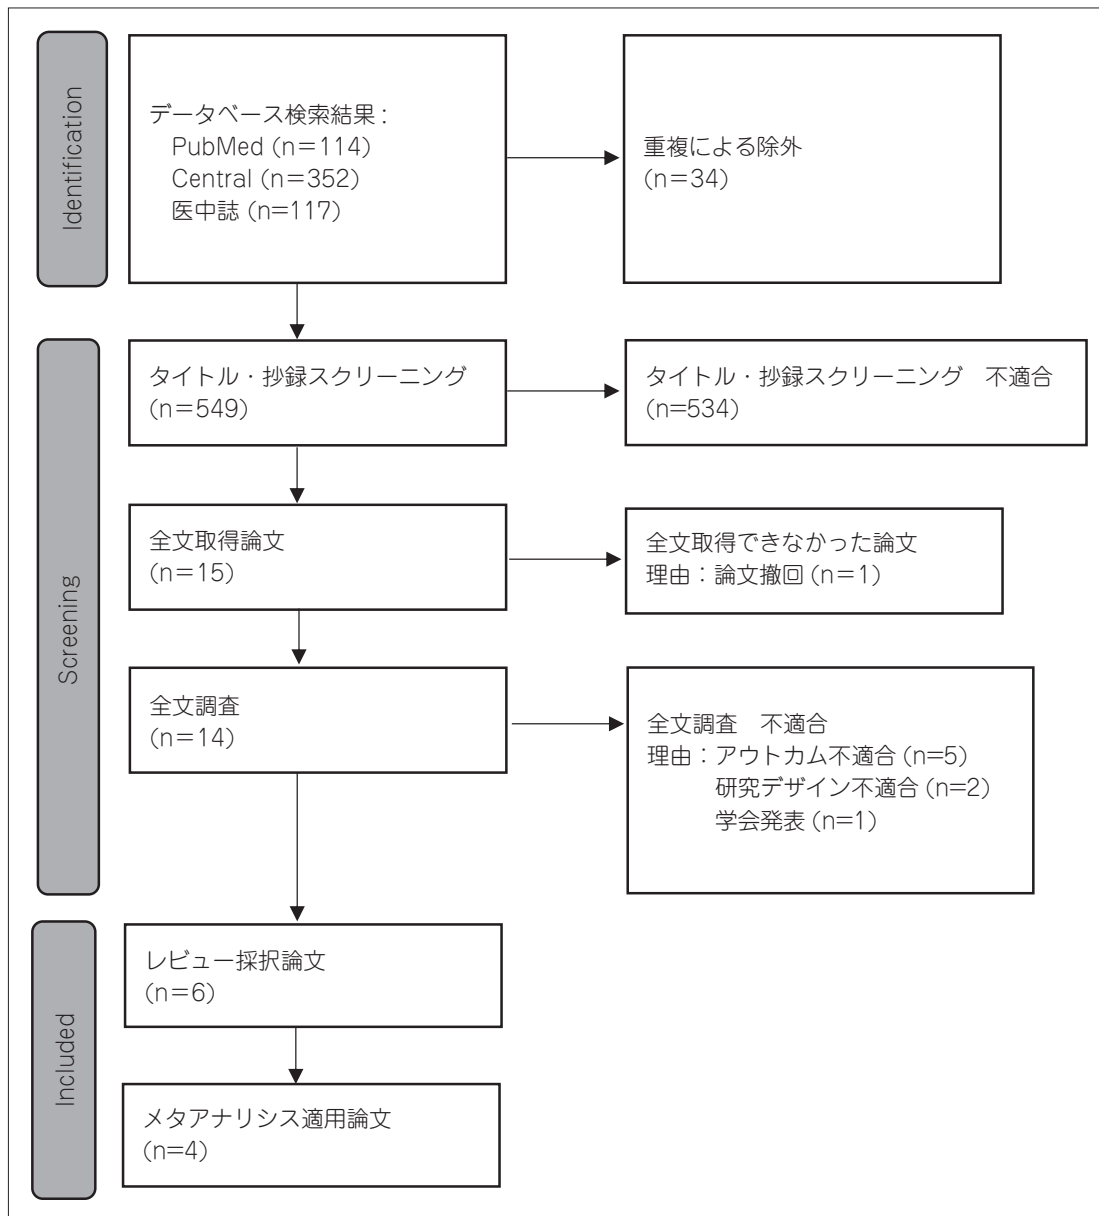 Identification
データベース検索結果：
PubMed (n＝114)
Central (n＝352)
医中誌 (n=117)
重複による除外
(n＝34)
Screening
タイトル・抄録スクリーニング
(n＝549)
タイトル・抄録スクリーニング　不適合
(n=534)
全文取得論文
(n＝15)
全文取得できなかった論文
理由：論文撤回 (n＝1)
全文調査
(n＝14)
全文調査　不適合
理由：アウトカム不適合 (n=5)
研究デザイン不適合 (n=2)
学会発表 (n＝1)
Included
レビュー採択論文
(n＝6)
メタアナリシス適用論文
(n=4)